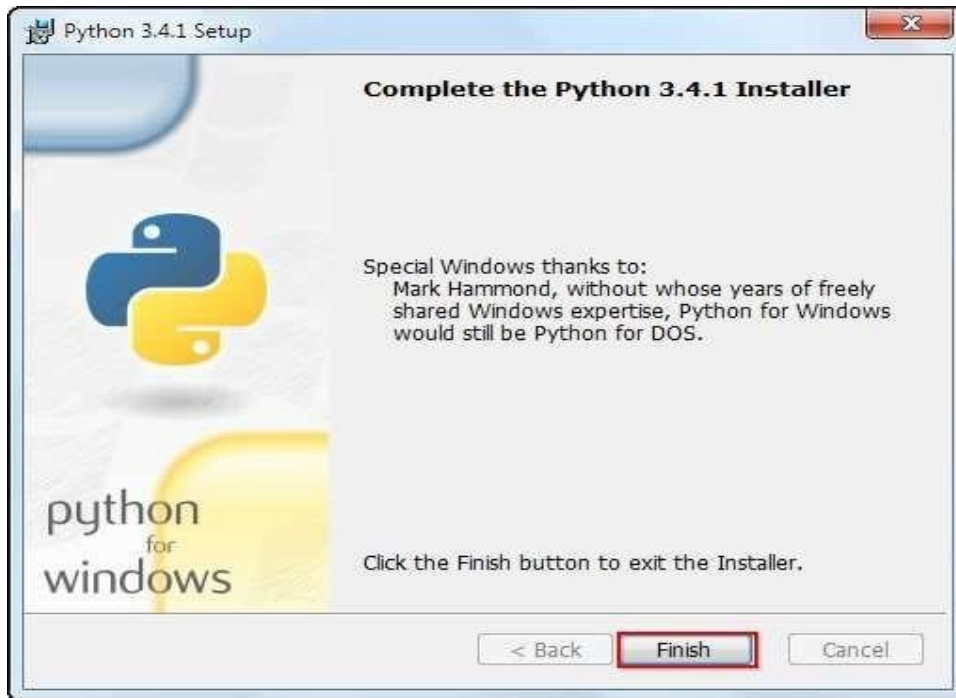 Python 3.4.1 Setup
Complete the Python 3.4.1 Installer
Special Windows thanks to:
Mark Hammond, without whose years of freely
shared Windows expertise, Python for Windows
would still be Python for DOS.
python
for
windows
Click the Finish button to exit the Installer.
< Back
Finish
Cancel